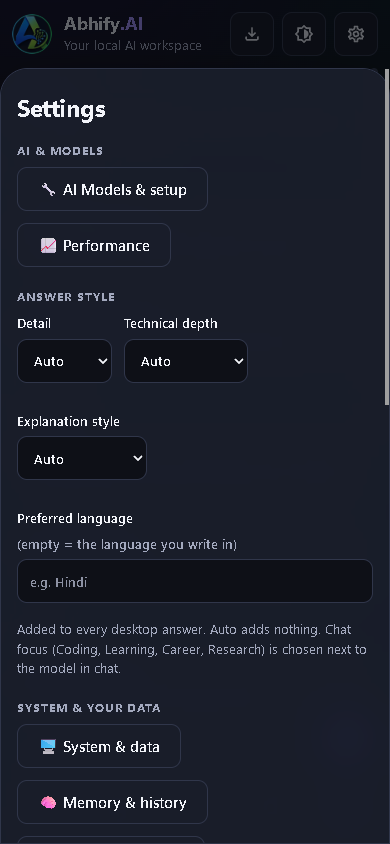 Abhify.AI
Your local AI workspace
Settings
AI & MODELS
AI Models & setup
Performance
ANSWER STYLE
Detail
Technical depth
Auto
Auto
Explanation style
Auto
Preferred language
(empty = the language you write in)
e.g. Hindi
Added to every desktop answer. Auto adds nothing. Chat
focus (Coding, Learning, Career, Research) is chosen next to
the model in chat.
SYSTEM & YOUR DATA
System & data
Memory & history